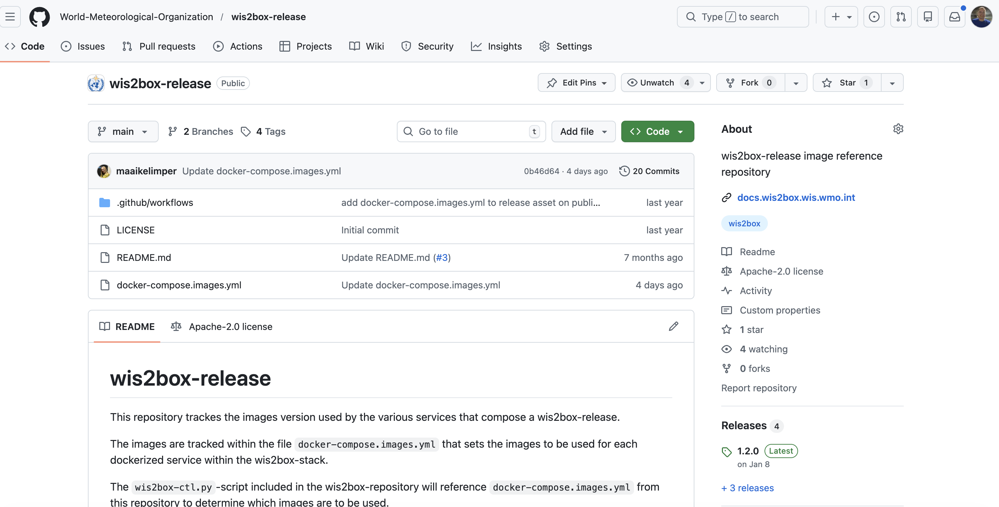 World-Meteorological-Organization / wis2box-release
Type / to search
Code Issues Pull requests Actions Projects Wiki Security Insights Settings
wis2box-release Public
Edit Pins Unwatch 4 Fork 0 Star 1
main 2 Branches 4 Tags Go to file t Add file Code
maaikelimper Update docker-compose.images.yml 0b46d64 · 4 days ago 20 Commits
.github/workflows add docker-compose.images.yml to release asset on publi... last year
LICENSE Initial commit last year
README.md Update README.md (#3) 7 months ago
docker-compose.images.yml Update docker-compose.images.yml 4 days ago
README Apache-2.0 license
wis2box-release
This repository trackes the images version used by the various services that compose a wis2box-release.
The images are tracked within the file docker-compose.images.yml that sets the images to be used for each
dockerized service within the wis2box-stack.
The wis2box-ctl.py -script included in the wis2box-repository will reference docker-compose.images.yml from
this repository to determine which images are to be used.
About
wis2box-release image reference
repository
docs.wis2box.wis.wmo.int
wis2box
Readme
Apache-2.0 license
Activity
Custom properties
1 star
4 watching
0 forks
Report repository
Releases 4
1.2.0 Latest
on Jan 8
+ 3 releases